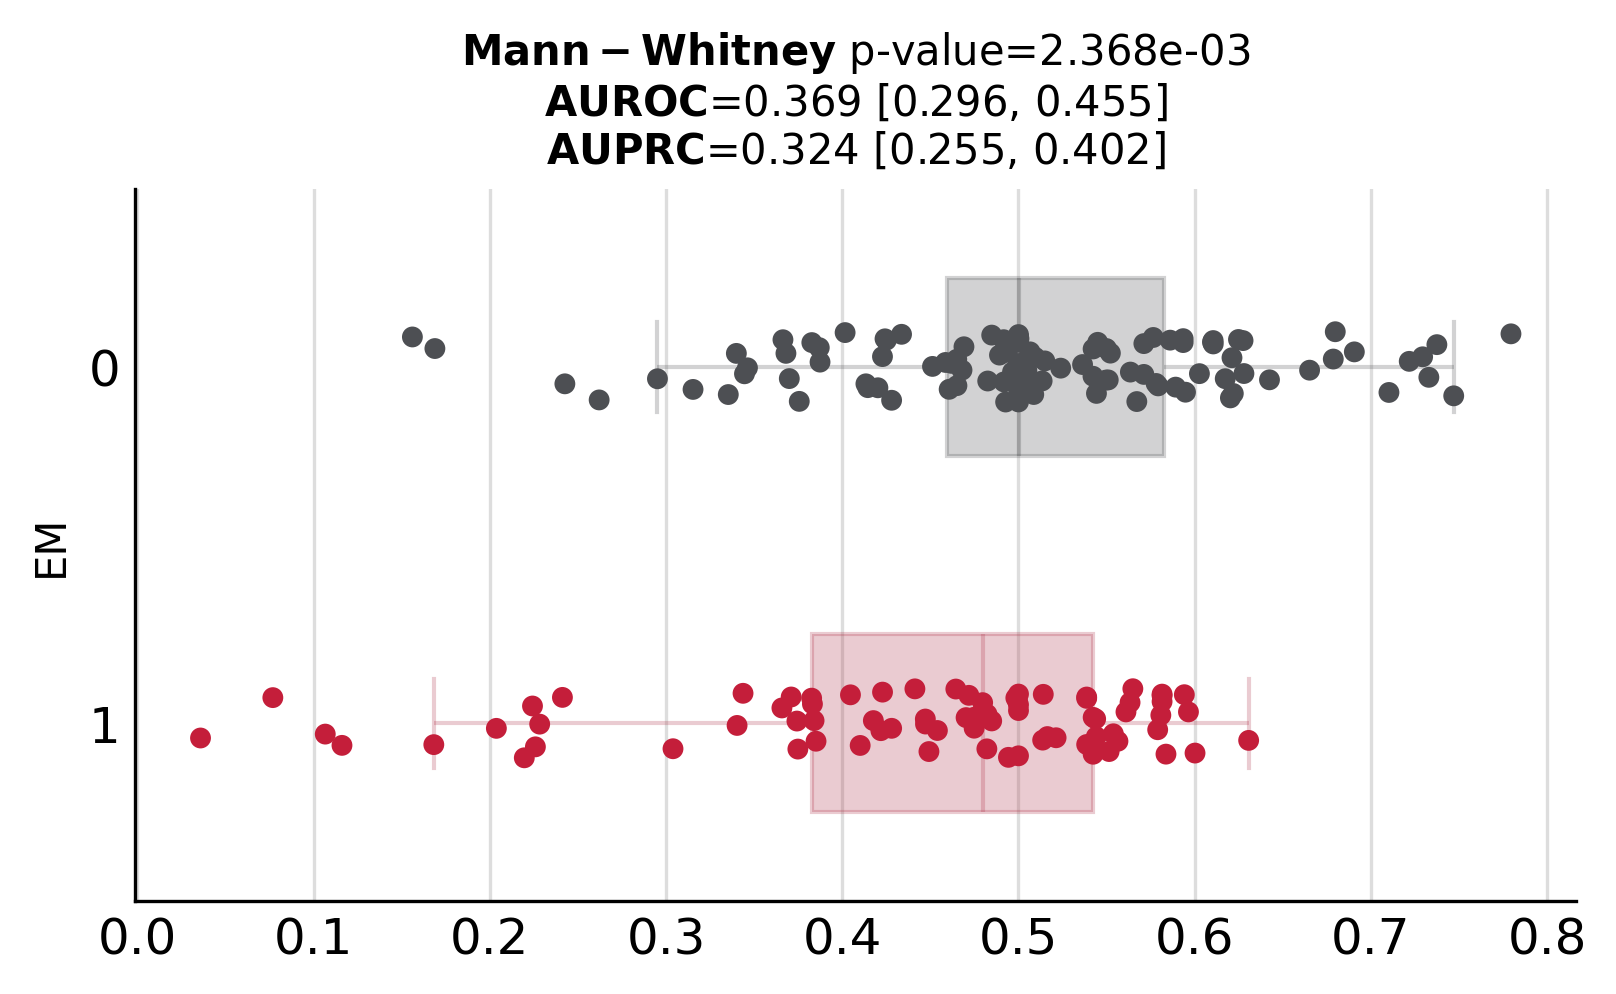 Mann − Whitney p-value=2.368e-03
AUROC=0.369 [0.296, 0.455]
AUPRC=0.324 [0.255, 0.402]
0
EM
1
0.0 0.1 0.2 0.3 0.4 0.5 0.6 0.7 0.8